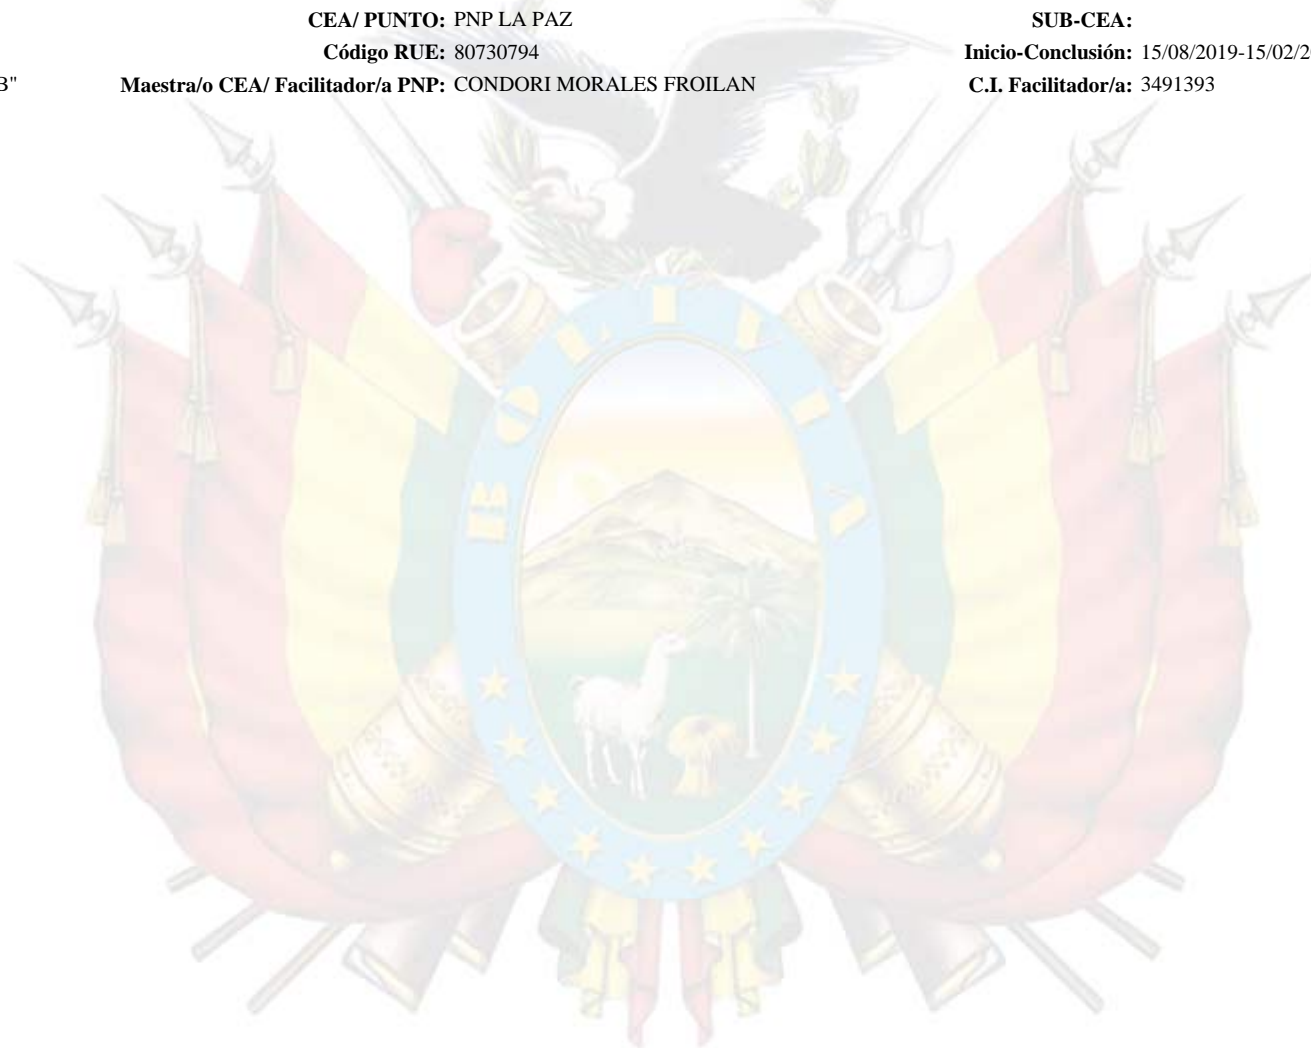 CEA/ PUNTO: PNP LA PAZ SUB-CEA:
Código RUE: 80730794 Inicio-Conclusión: 15/08/2019-15/02/2
B" Maestra/o CEA/ Facilitador/a PNP: CONDORI MORALES FROILAN C.I. Facilitador/a: 3491393
BOLIVIA